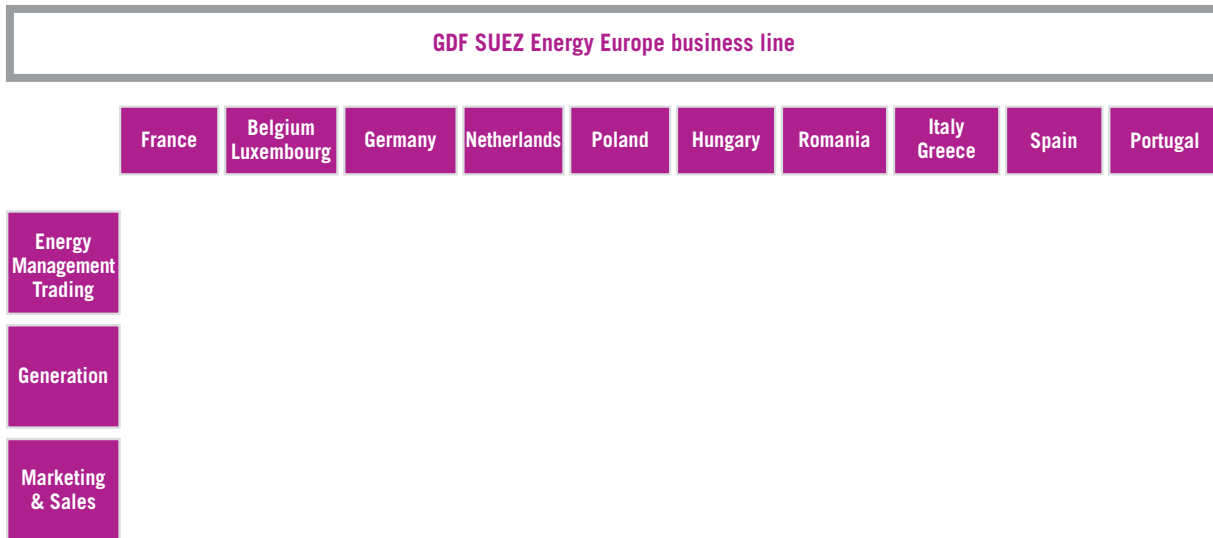 GDF SUEZ Energy Europe business line
France
Belgium
Luxembourg
Germany
Netherlands
Poland
Hungary
Romania
Italy
Greece
Spain
Portugal
Energy
Management
Trading
Generation
Marketing
& Sales